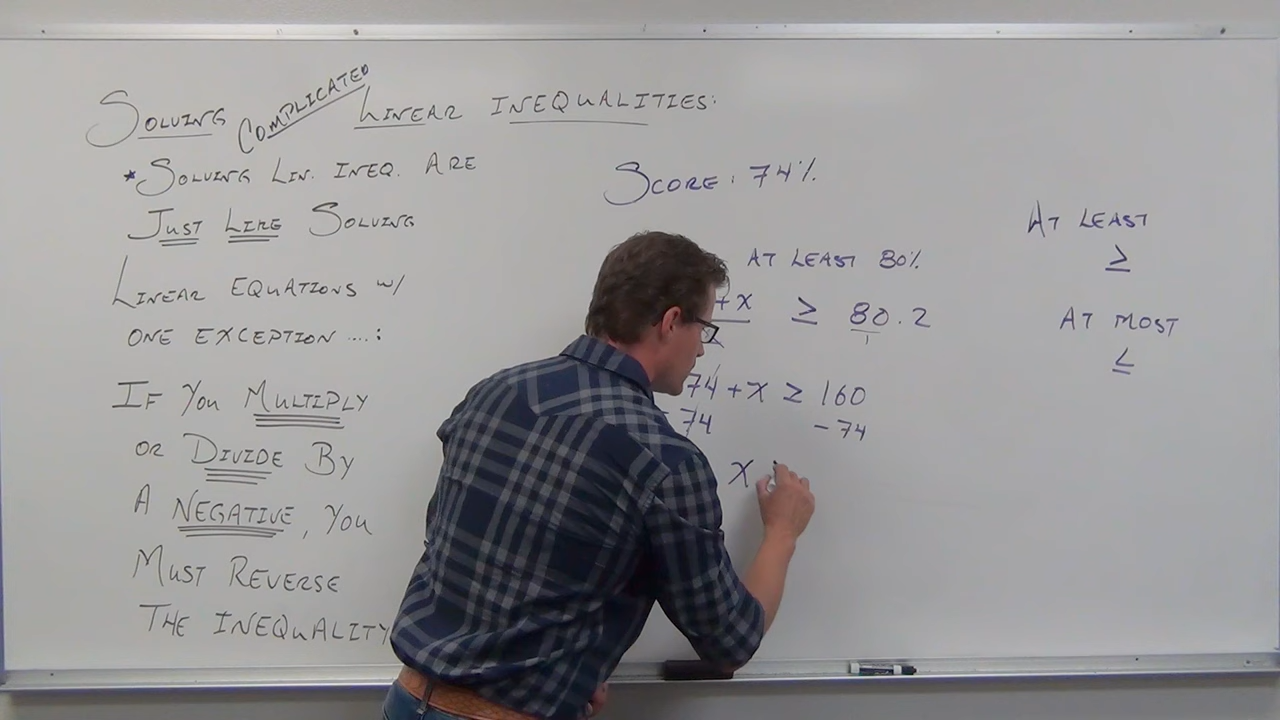 SOLVING COMPLICATED LINEAR INEQUALITIES:
*SOLVING LIN. INEQ. ARE
JUST LIKE SOLVING
LINEAR EQUATIONS W/
ONE EXCEPTION ....:
IF YOU MULTIPLY
OR DIVIDE BY
A NEGATIVE, YOU
MUST REVERSE
THE INEQUALITY
SCORE: 74%
AT LEAST 80%
+ X ≥ 80.2
2 1
74 + X ≥ 160
- 74 - 74
X
AT LEAST
≥
AT MOST
≤